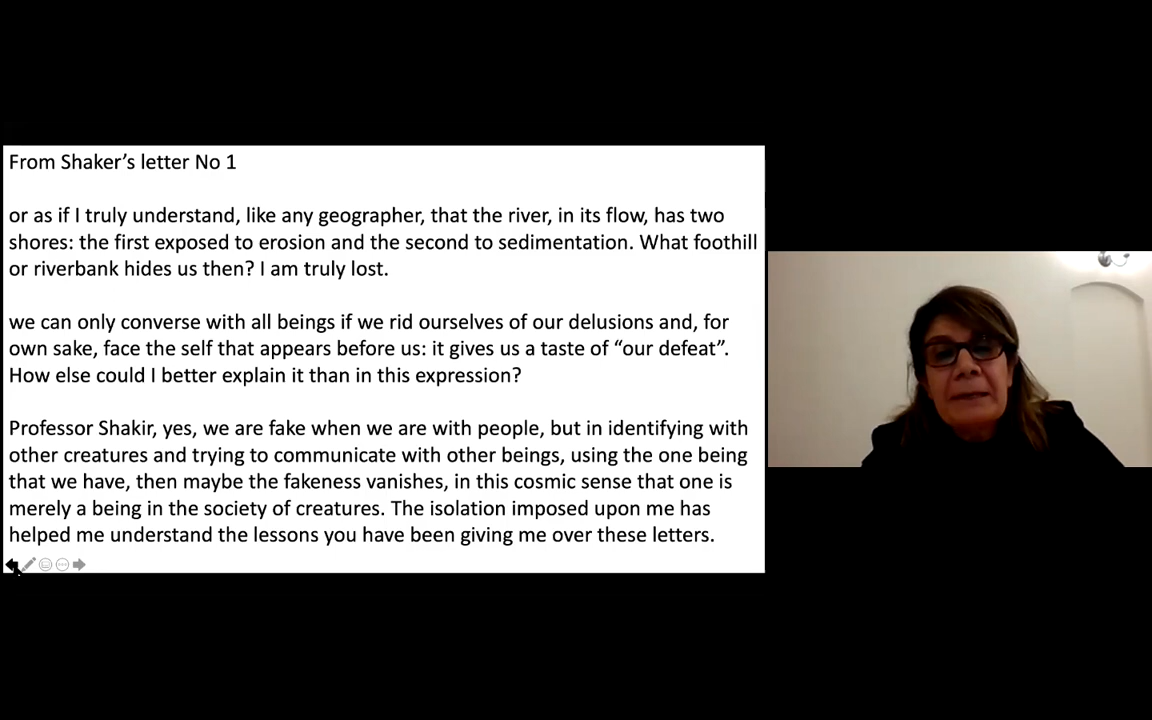 From Shaker’s letter No 1
or as if I truly understand, like any geographer, that the river, in its flow, has two
shores: the first exposed to erosion and the second to sedimentation. What foothill
or riverbank hides us then? I am truly lost.
we can only converse with all beings if we rid ourselves of our delusions and, for
own sake, face the self that appears before us: it gives us a taste of “our defeat”.
How else could I better explain it than in this expression?
Professor Shakir, yes, we are fake when we are with people, but in identifying with
other creatures and trying to communicate with other beings, using the one being
that we have, then maybe the fakeness vanishes, in this cosmic sense that one is
merely a being in the society of creatures. The isolation imposed upon me has
helped me understand the lessons you have been giving me over these letters.